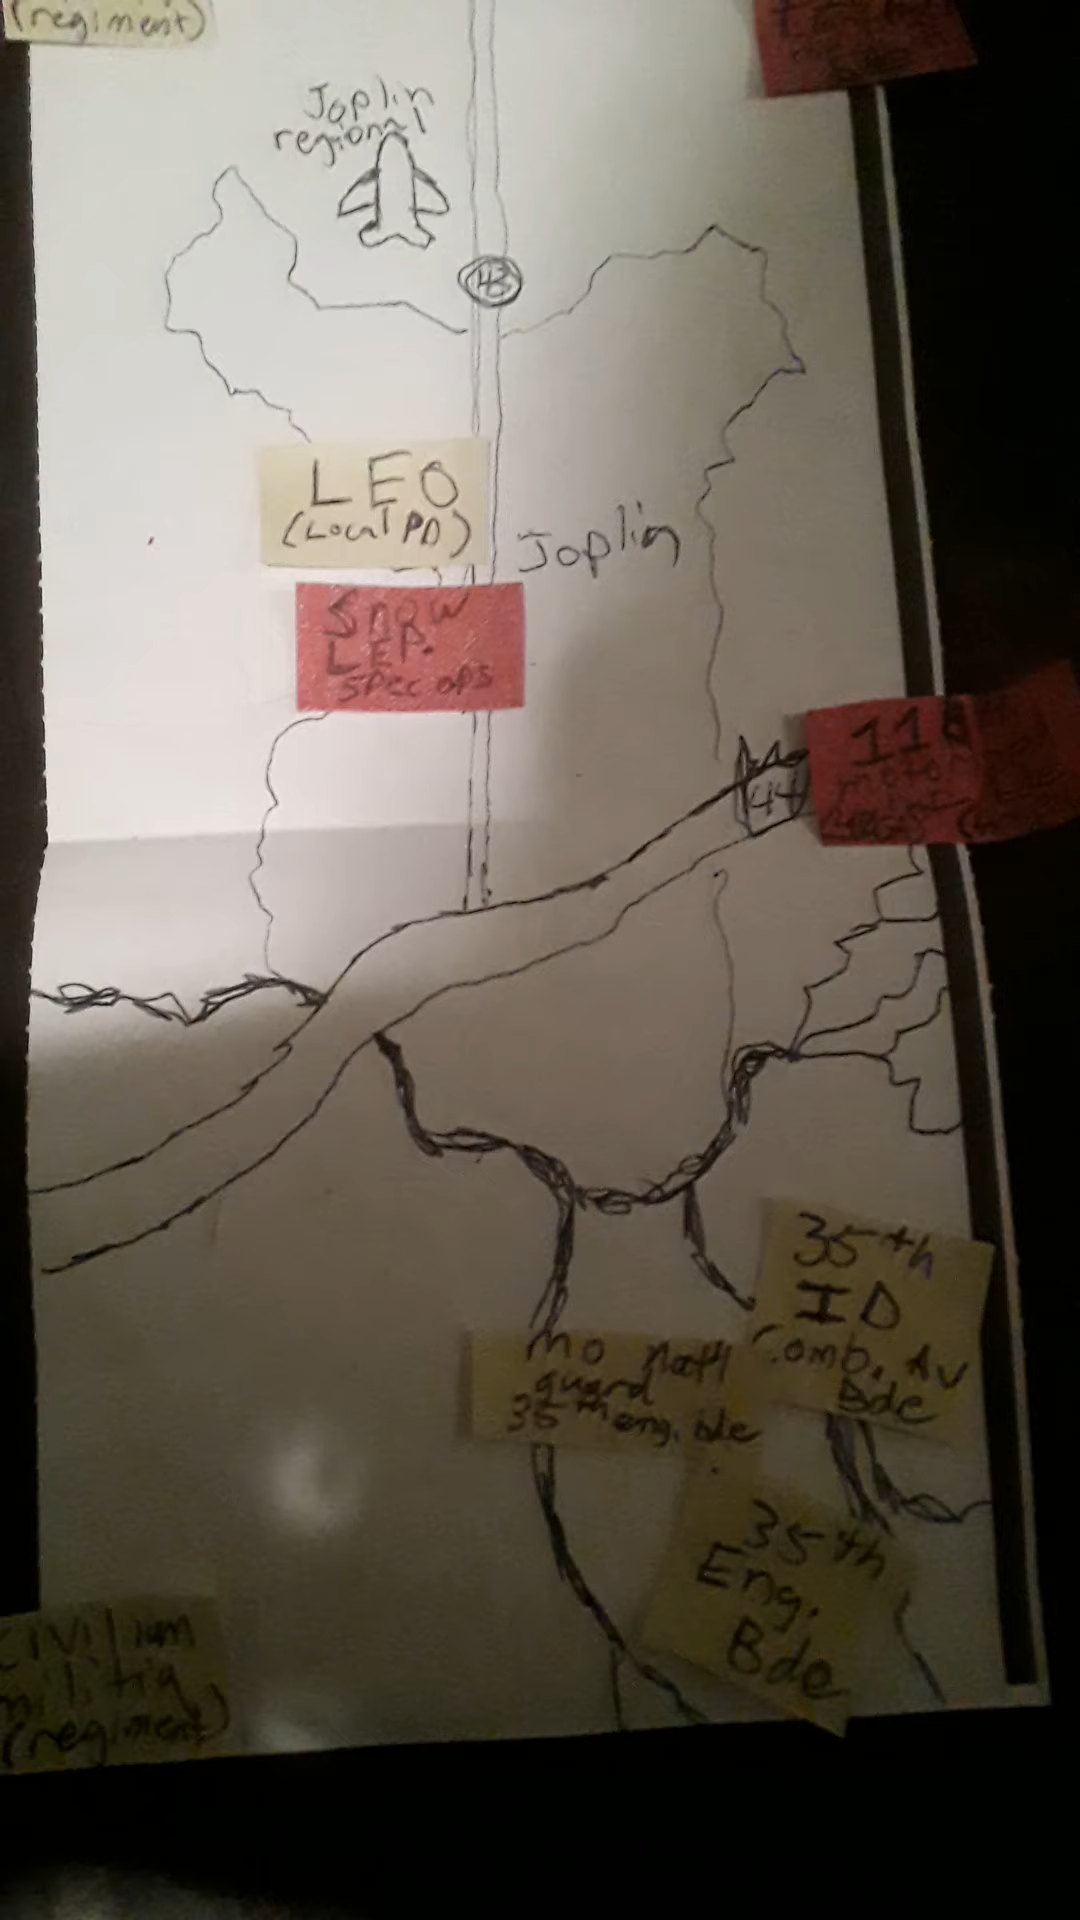 (regiment)
Joplin
regional
43
LEO
(Local PD)
Joplin
Snow
LEP.
spec ops
44
11
motor
35th
ID
Comb. Av
Bde
mo nat'l
guard
35th eng. bde
35th
Eng.
Bde
civilian
militia
(regiment)